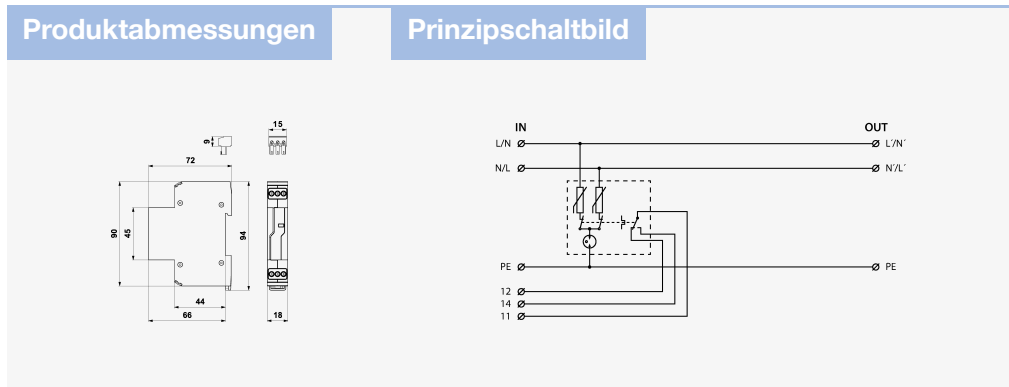 Produktabmessungen
Prinzipschaltbild
15
9
72
90
45
94
44
66
18
IN
OUT
L/N
L´/N´
N/L
N´/L´
PE
PE
12
14
11